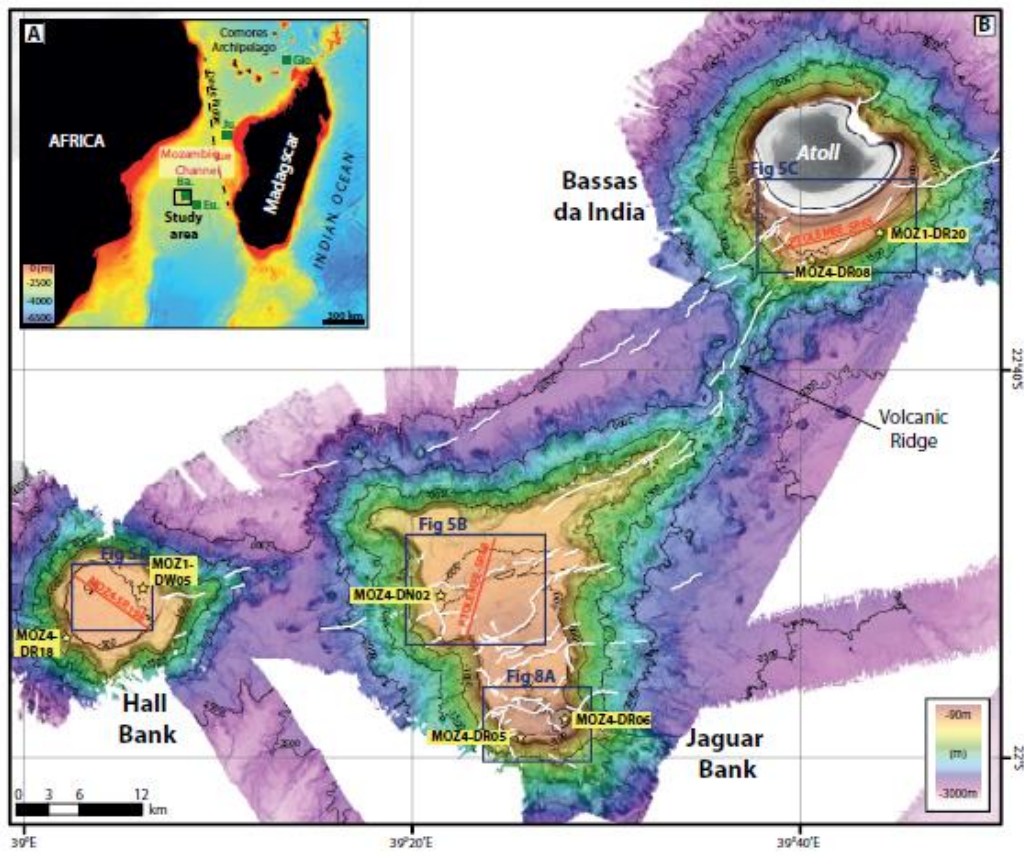 A
Comores
Archipelago
Glo.
AFRICA
Ju.
Mozambique
Channel
Ba.
Eu.
Study
area
Madagscar
INDIAN OCEAN
0 (m)
-2500
-4000
-6500
300 km
B
Atoll
Fig 5C
Bassas
da India
MOZ1-DR20
MOZ4-DR08
22°40'S
Volcanic
Ridge
Fig 5B
MOZ1-
DW05
MOZ4-DN02
MOZ4-
DR18
Fig 8A
MOZ4-DR06
MOZ4-DR05
Hall
Bank
Jaguar
Bank
-90m
(m)
-3000m
22°S
0 3 6 12
km
39°E
39°20'E
39°40'E